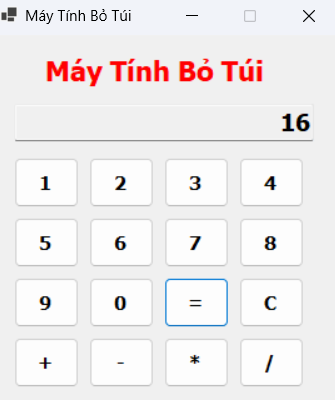 Máy Tính Bỏ Túi
Máy Tính Bỏ Túi
16
1 2 3 4
5 6 7 8
9 0 = C
+ - * /